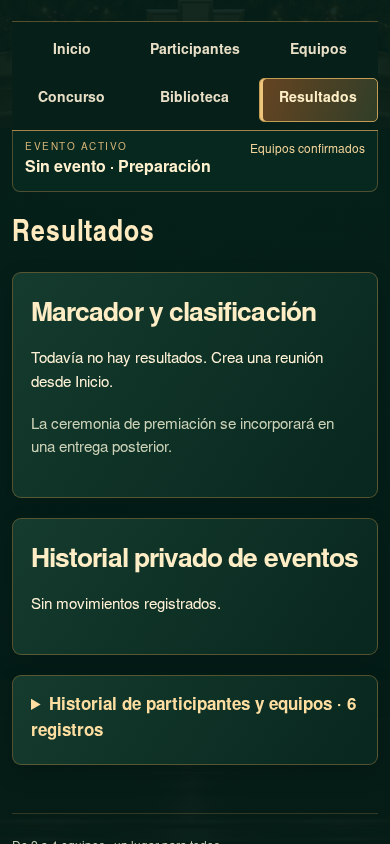 Inicio
Participantes
Equipos
Concurso
Biblioteca
Resultados
EVENTO ACTIVO
Sin evento · Preparación
Equipos confirmados
Resultados
Marcador y clasificación
Todavía no hay resultados. Crea una reunión
desde Inicio.
La ceremonia de premiación se incorporará en
una entrega posterior.
Historial privado de eventos
Sin movimientos registrados.
Historial de participantes y equipos · 6
registros